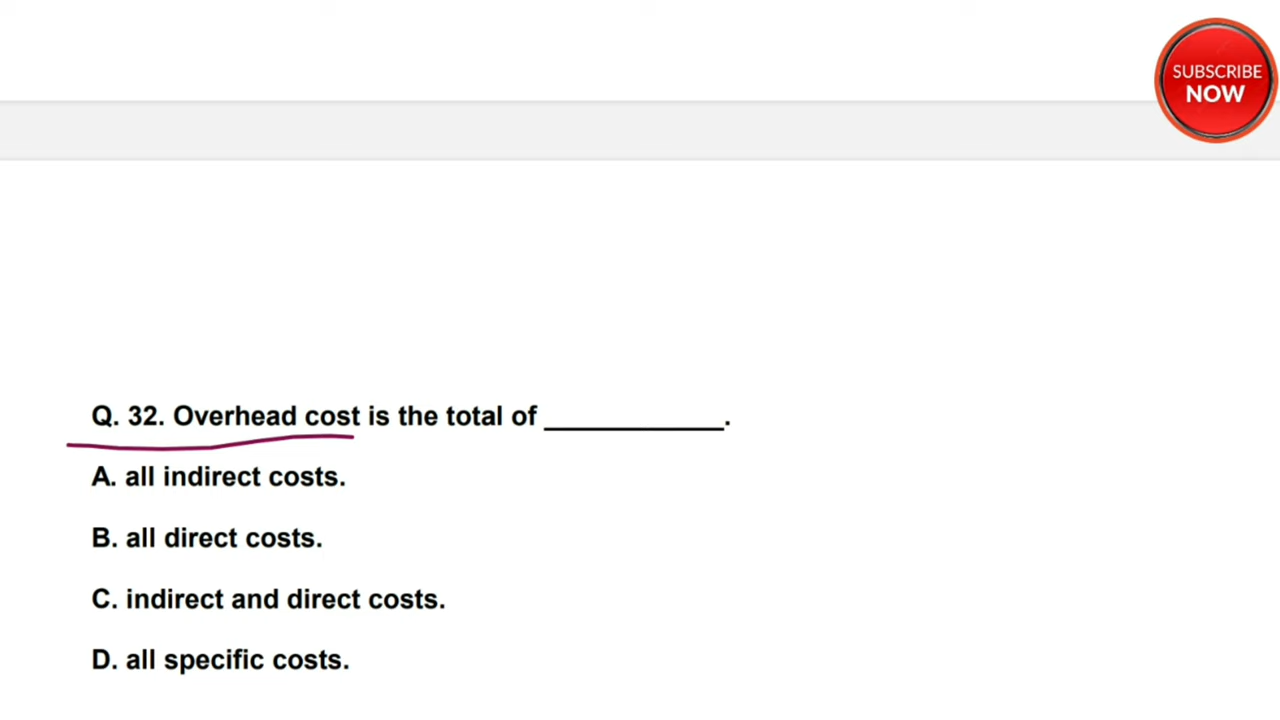 SUBSCRIBE
NOW
Q. 32. Overhead cost is the total of ____________.
A. all indirect costs.
B. all direct costs.
C. indirect and direct costs.
D. all specific costs.